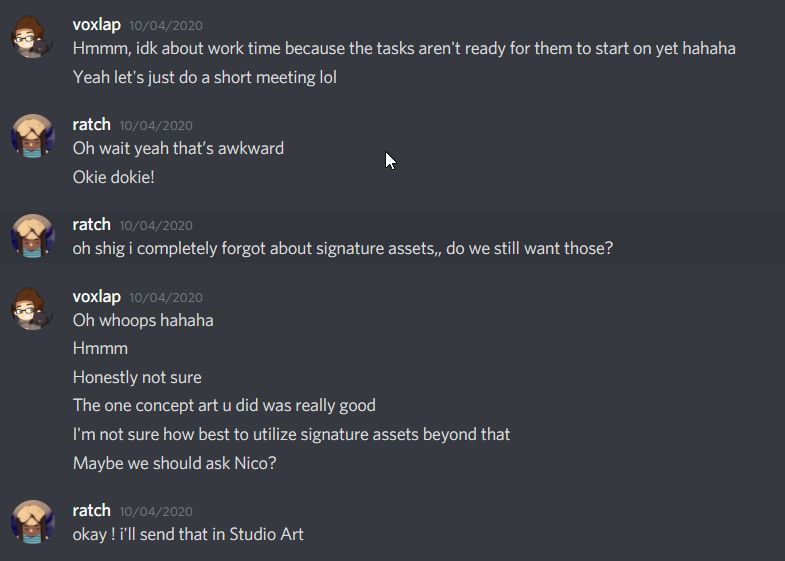 voxlap 10/04/2020
Hmmm, idk about work time because the tasks aren't ready for them to start on yet hahaha
Yeah let's just do a short meeting lol
ratch 10/04/2020
Oh wait yeah that’s awkward
Okie dokie!
ratch 10/04/2020
oh shig i completely forgot about signature assets,, do we still want those?
voxlap 10/04/2020
Oh whoops hahaha
Hmmm
Honestly not sure
The one concept art u did was really good
I'm not sure how best to utilize signature assets beyond that
Maybe we should ask Nico?
ratch 10/04/2020
okay ! i'll send that in Studio Art